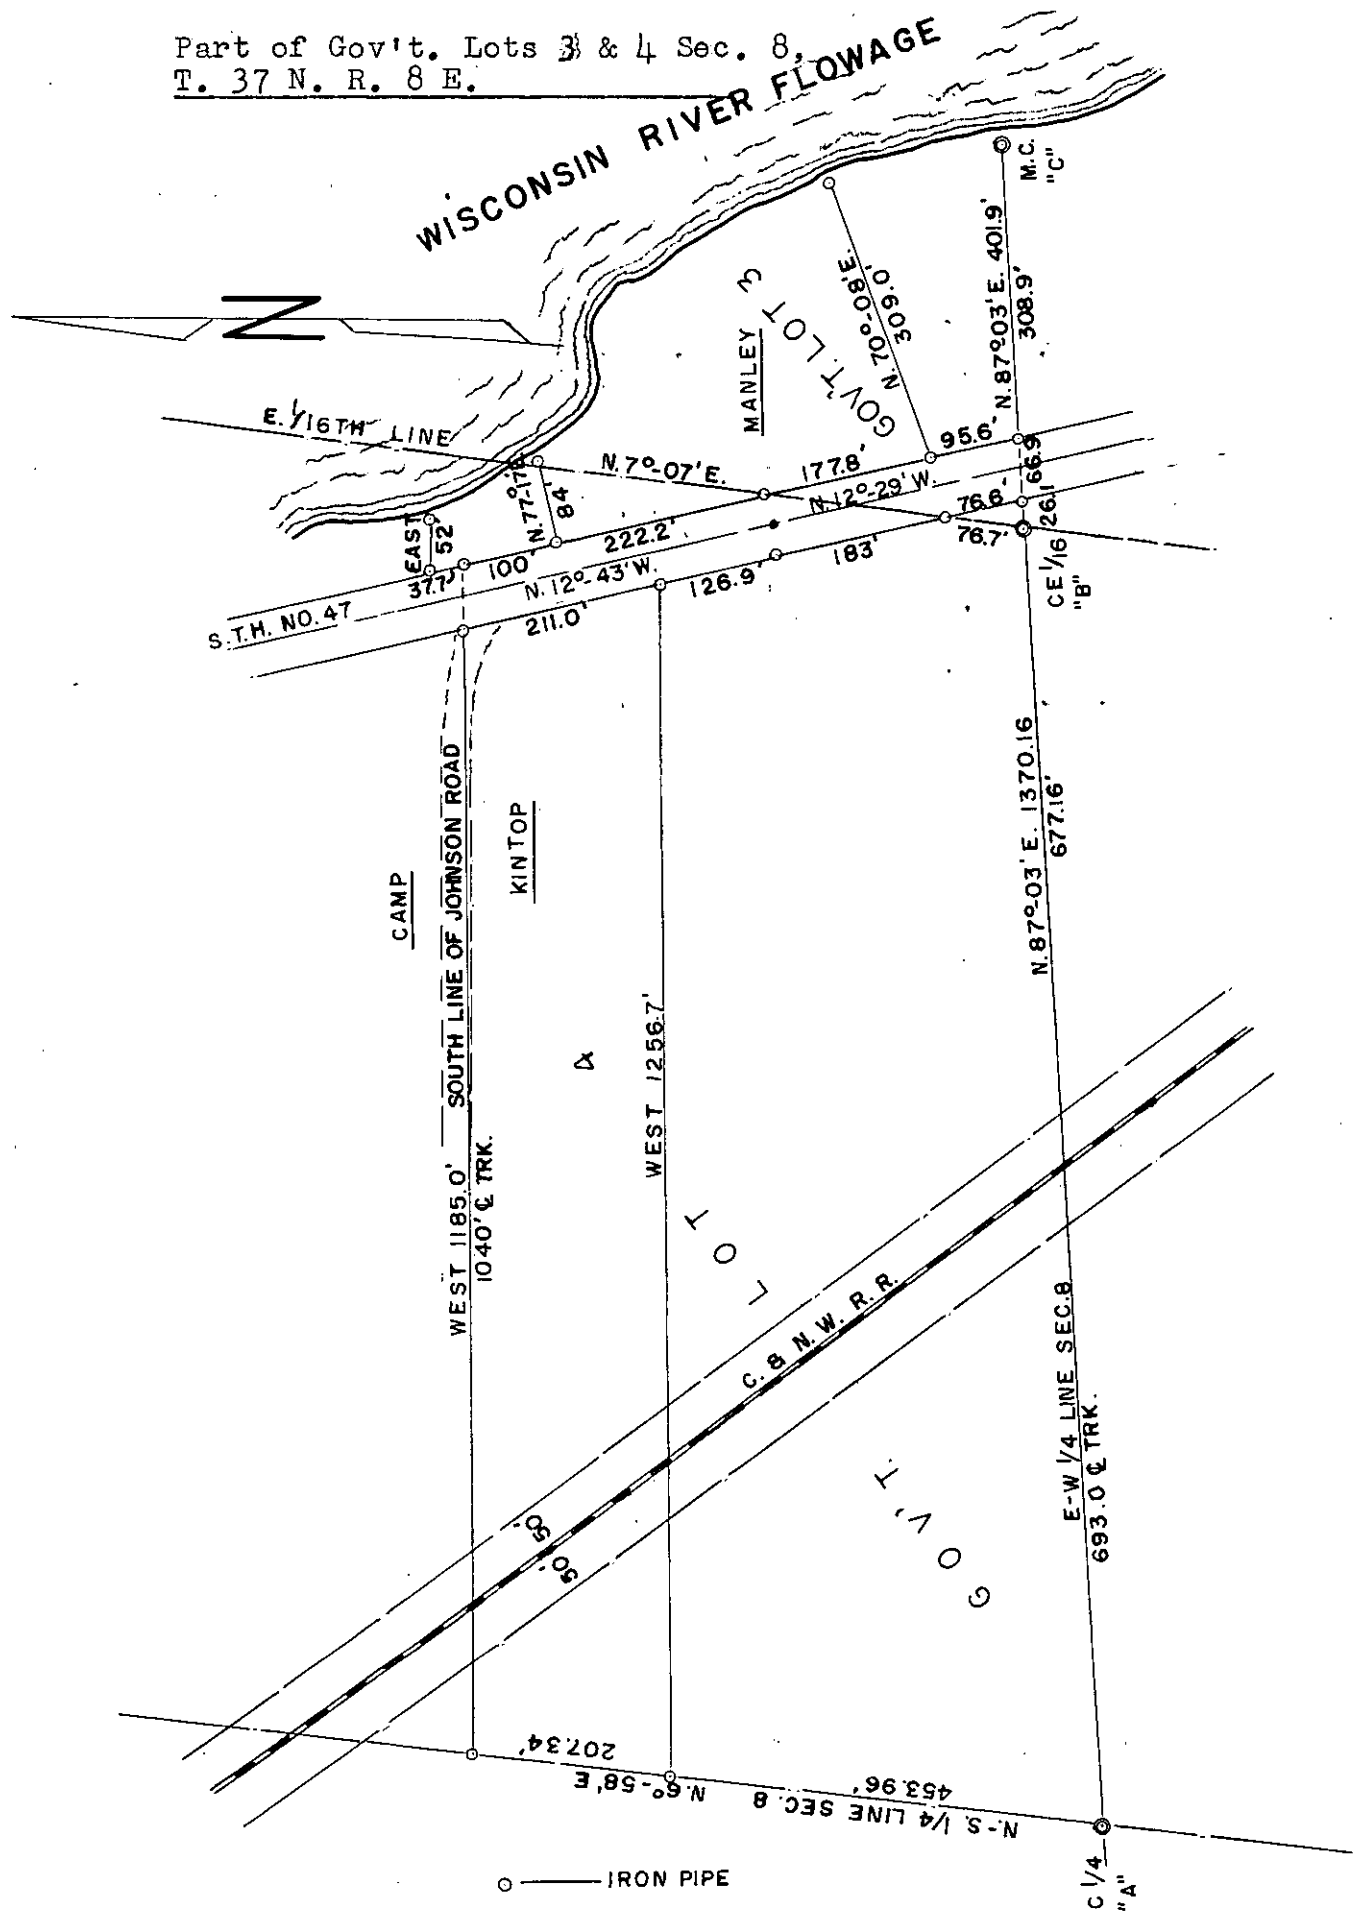 Part of Gov't. Lots 3 & 4 Sec. 8,
T. 37 N. R. 8 E.
WISCONSIN RIVER FLOWAGE
M.C.
"C"
N
N. 87°-03' E. 401.9'
308.9'
N. 70°-08' E.
309.0'
GOV'T. LOT 3
MANLEY
E. 1/16TH LINE
N. 7°-07' E.
177.8'
95.6'
66.9'
N. 77°-17' E.
84'
EAST
52'
222.2'
N. 12°-29' W.
76.6'
26.1'
100'
37.7'
N. 12°-43' W.
183'
76.7'
126.9'
211.0'
S.T.H. NO. 47
CE 1/16
"B"
N. 87°-03' E. 1370.16
677.16'
SOUTH LINE OF JOHNSON ROAD
CAMP
KINTOP
WEST 1185.0'
1040' ℄ TRK.
WEST 1256.7'
GOV'T. LOT 4
C. & N. W. R. R.
E-W 1/4 LINE SEC. 8
693.0 ℄ TRK.
50'
50'
207.34'
N. 6°-58' E
453.96'
N.-S. 1/4 LINE SEC. 8
C 1/4
"A"
IRON PIPE